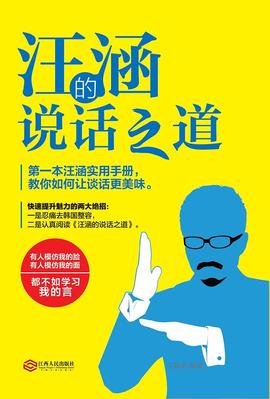 汪涵
的
说话之道
第一本汪涵实用手册，
教你如何让谈话更美味。
快速提升魅力的两大绝招：
一是忍痛去韩国整容，
二是认真阅读《汪涵的说话之道》。
有人模仿我的脸
有人模仿我的面
都不如学习
我的言
江西人民出版社